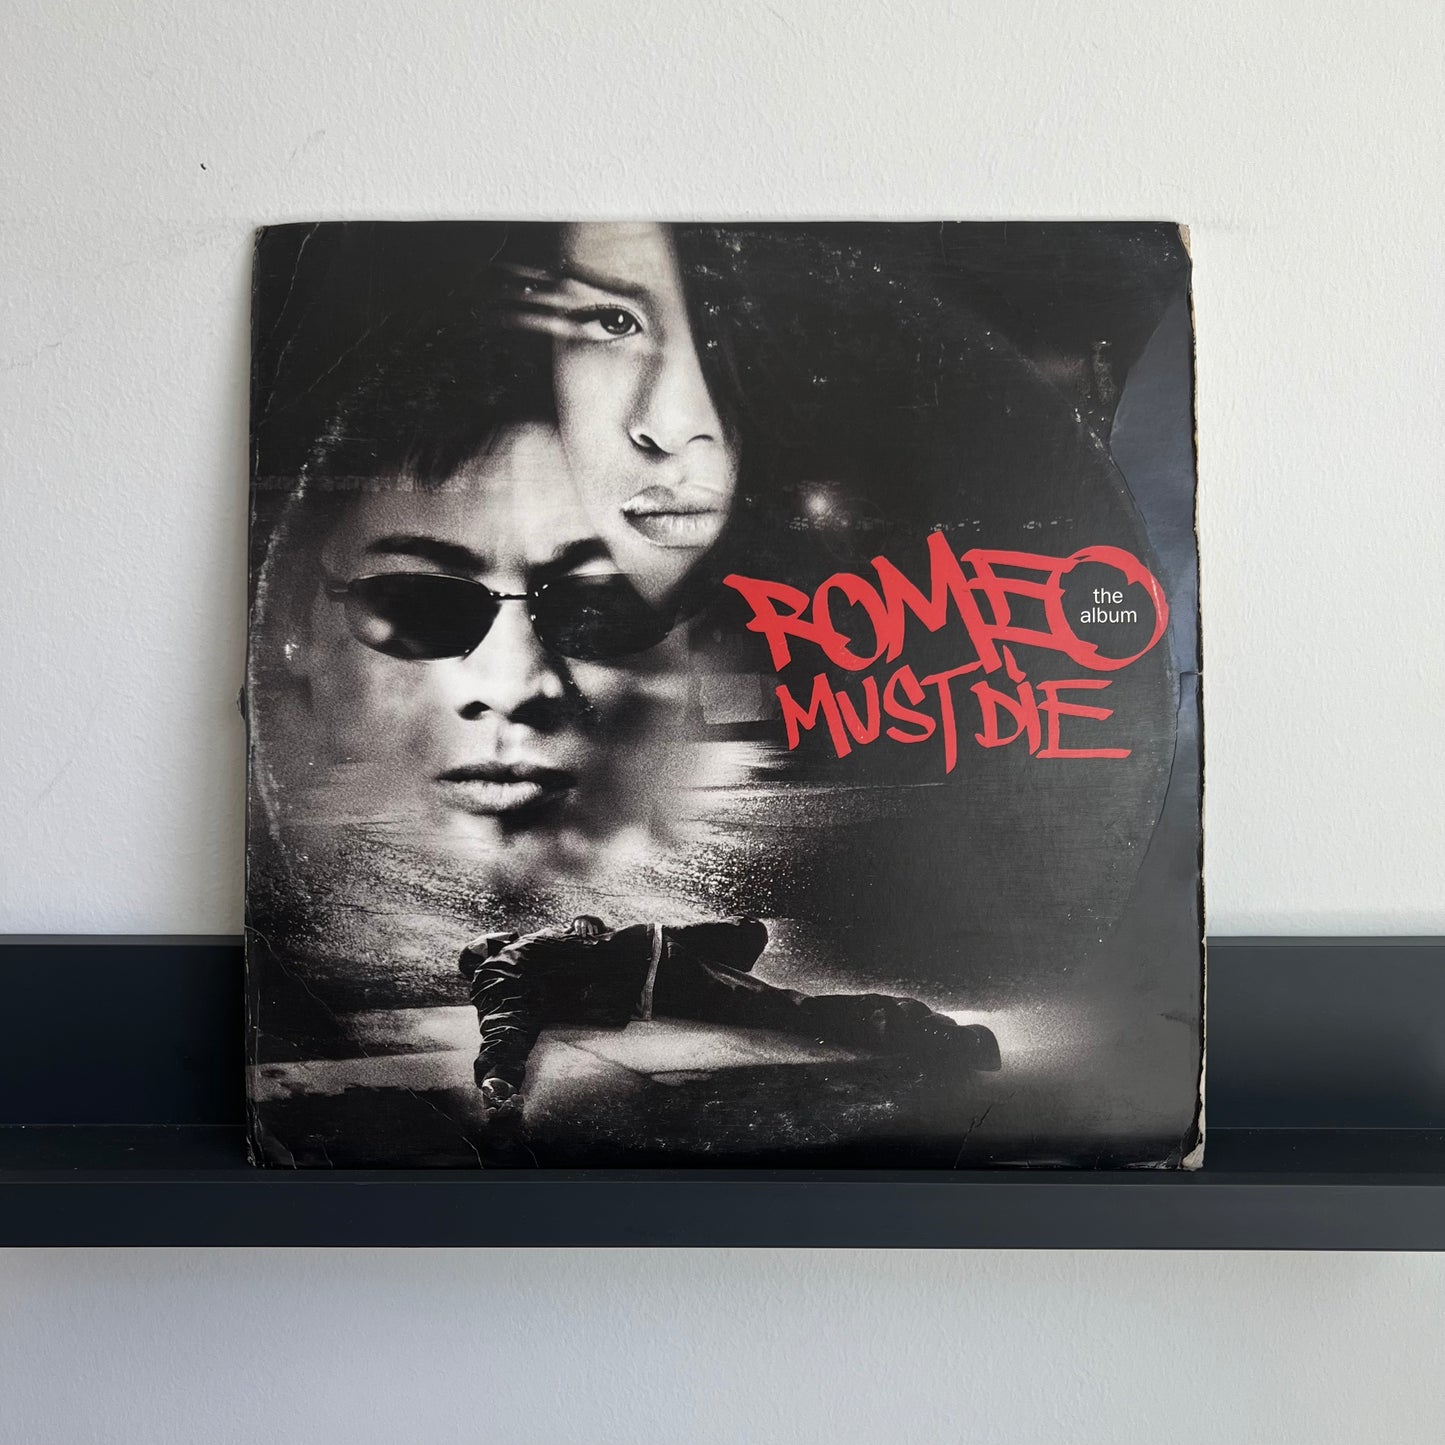 ROMEO
the
album
MUST DIE